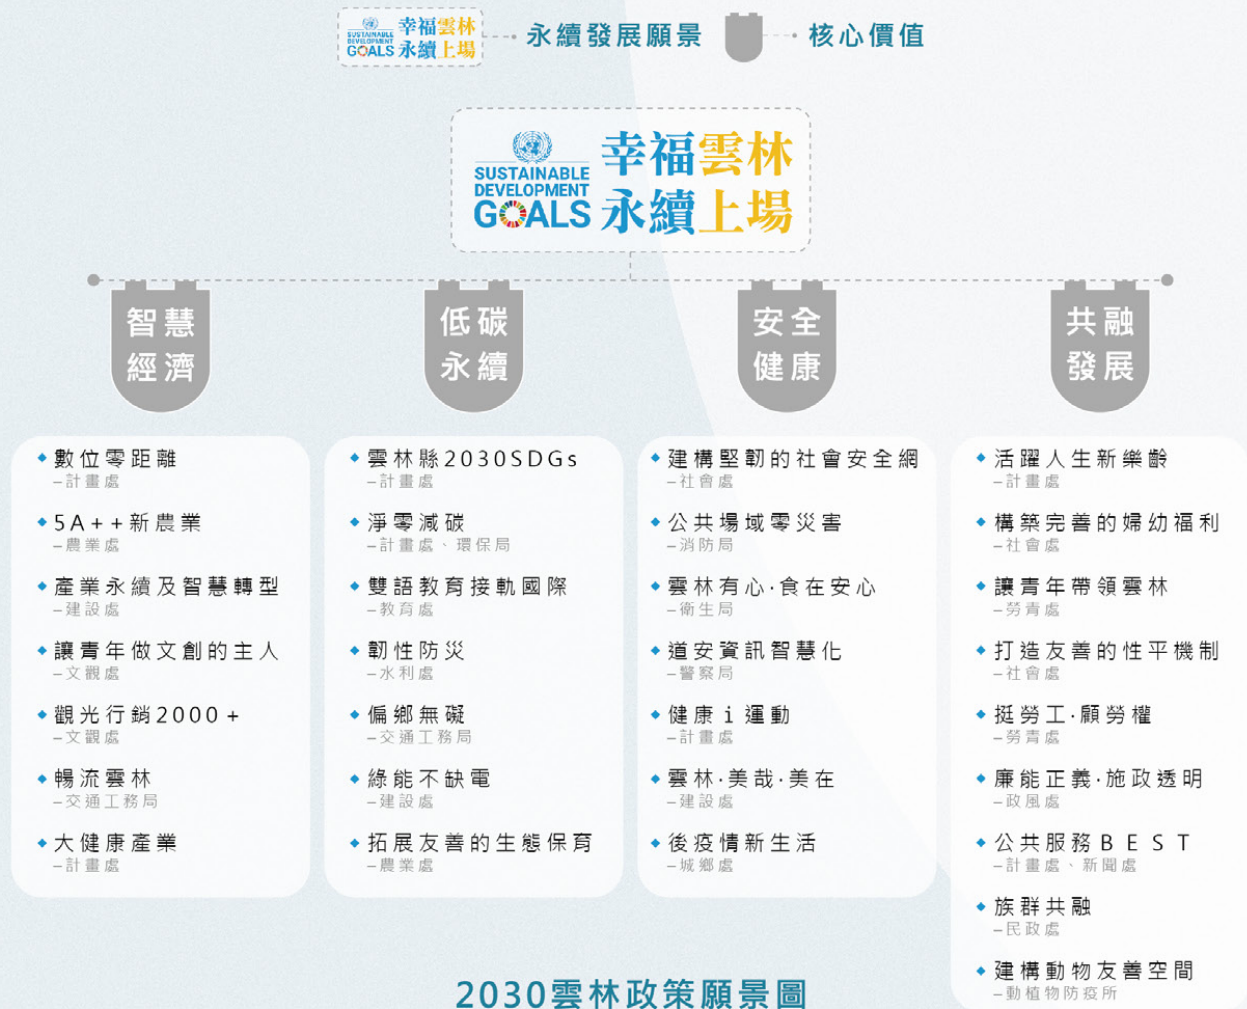 SUSTAINABLE DEVELOPMENT GOALS 幸福雲林 永續上場 永續發展願景 核心價值
SUSTAINABLE
DEVELOPMENT
GOALS
幸福雲林
永續上場
智慧
經濟
數位零距離
–計畫處
5A++新農業
–農業處
產業永續及智慧轉型
–建設處
讓青年做文創的主人
–文觀處
觀光行銷2000+
–文觀處
暢流雲林
–交通工務局
大健康產業
–計畫處
低碳
永續
雲林縣2030SDGs
–計畫處
淨零減碳
–計畫處、環保局
雙語教育接軌國際
–教育處
韌性防災
–水利處
偏鄉無礙
–交通工務局
綠能不缺電
–建設處
拓展友善的生態保育
–農業處
安全
健康
建構堅韌的社會安全網
–社會處
公共場域零災害
–消防局
雲林有心·食在安心
–衛生局
道安資訊智慧化
–警察局
健康i運動
–計畫處
雲林·美哉·美在
–建設處
後疫情新生活
–城鄉處
共融
發展
活躍人生新樂齡
–計畫處
構築完善的婦幼福利
–社會處
讓青年帶領雲林
–勞青處
打造友善的性平機制
–社會處
挺勞工·顧勞權
–勞青處
廉能正義·施政透明
–政風處
公共服務BEST
–計畫處、新聞處
族群共融
–民政處
建構動物友善空間
–動植物防疫所
2030雲林政策願景圖